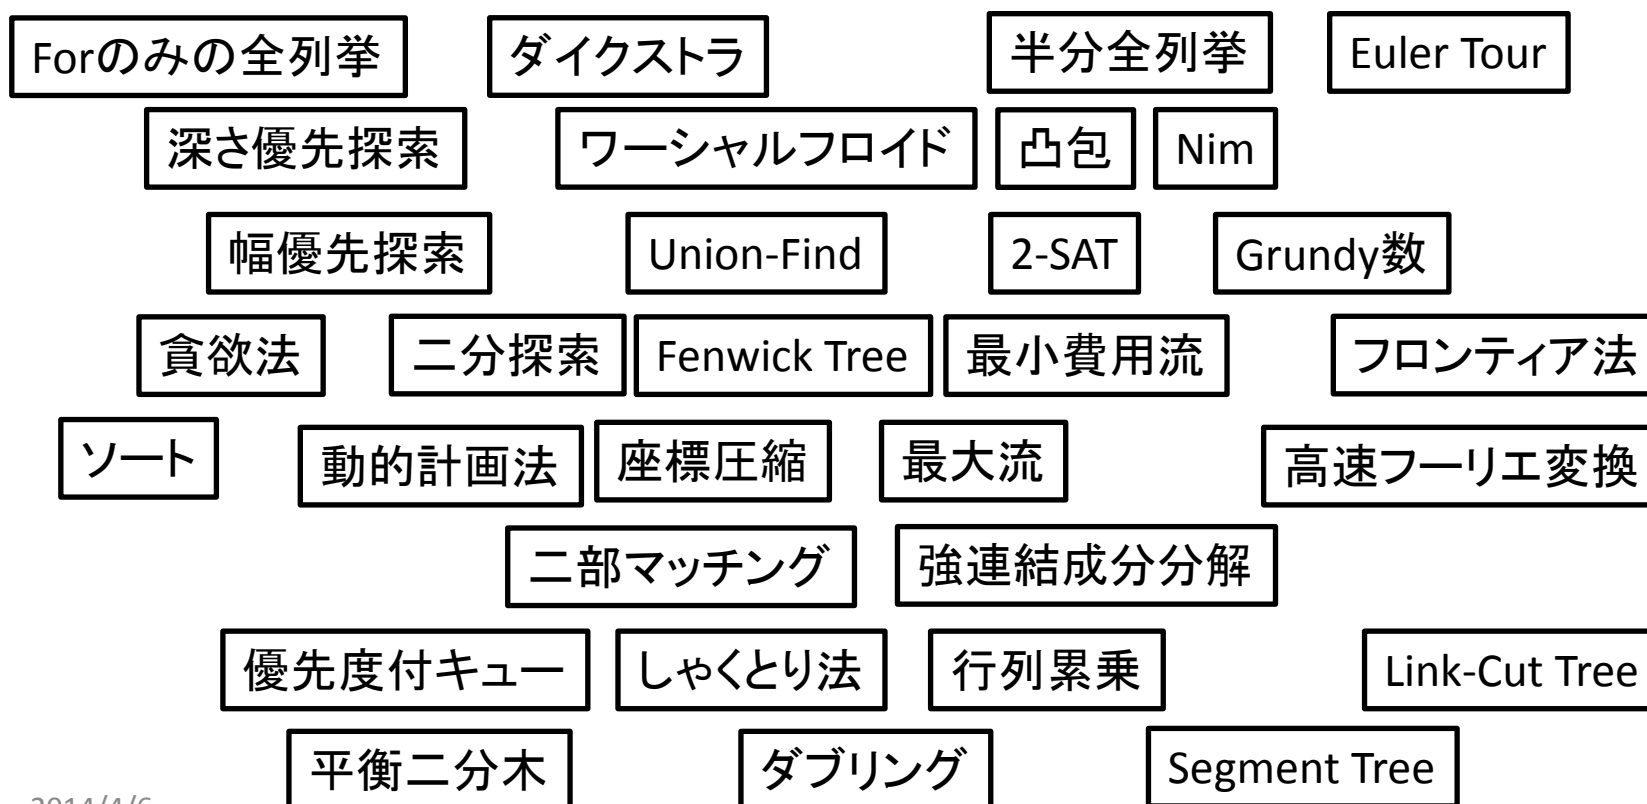 Forのみの全列挙 ダイクストラ 半分全列挙 Euler Tour
深さ優先探索 ワーシャルフロイド 凸包 Nim
幅優先探索 Union-Find 2-SAT Grundy数
貪欲法 二分探索 Fenwick Tree 最小費用流 フロンティア法
ソート 動的計画法 座標圧縮 最大流 高速フーリエ変換
二部マッチング 強連結成分分解
優先度付キュー しゃくとり法 行列累乗 Link-Cut Tree
平衡二分木 ダブリング Segment Tree
2014/4/6